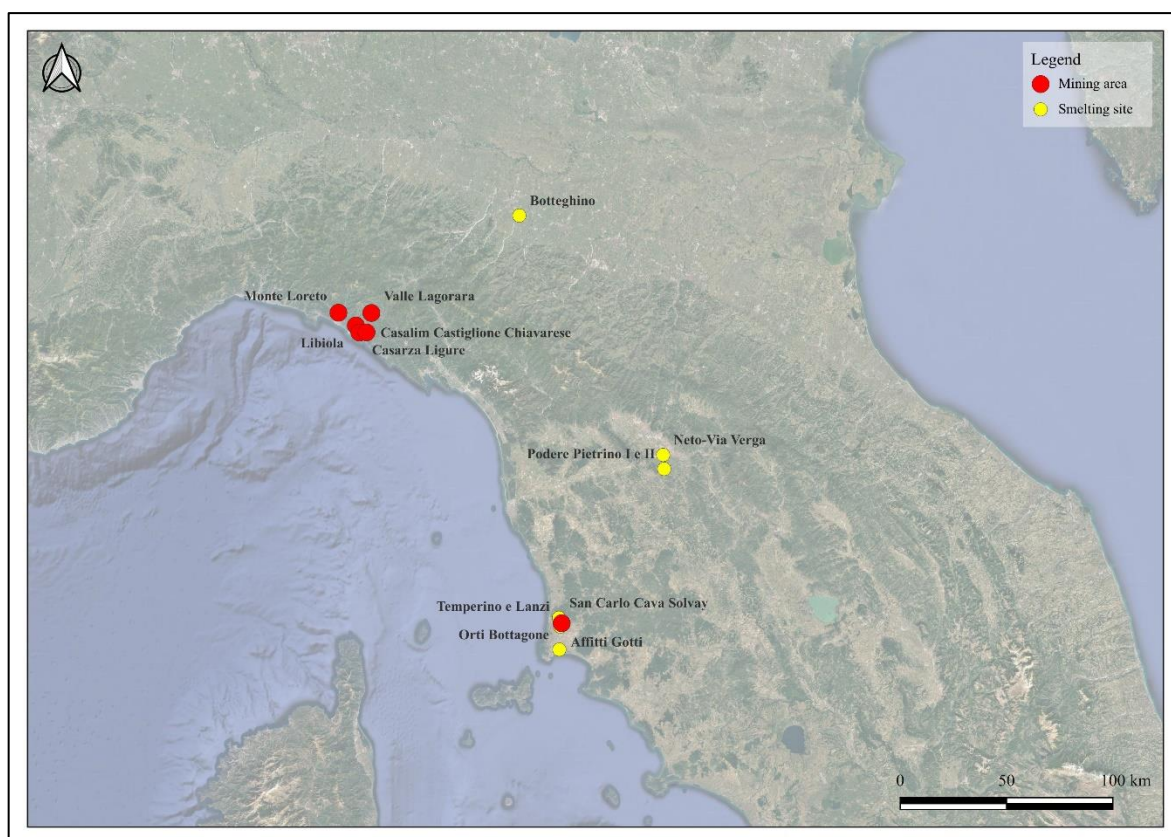 Legend
Mining area
Smelting site
Botteghino
Monte Loreto
Valle Lagorara
Casalim Castiglione Chiavarese
Libiola
Casarza Ligure
Neto-Via Verga
Podere Pietrino I e II
San Carlo Cava Solvay
Temperino e Lanzi
Orti Bottagone
Affitti Gotti
0 50 100 km